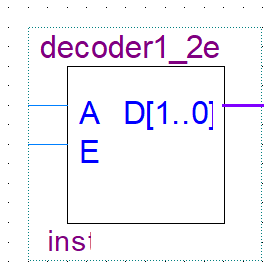 decoder1_2e
A D[1..0]
E
inst